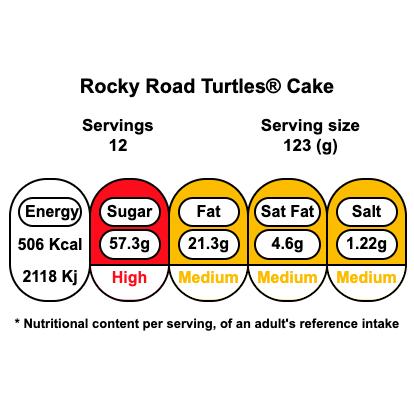 Rocky Road Turtles® Cake
Servings Serving size
12 123 (g)
Energy Sugar Fat Sat Fat Salt
506 Kcal 57.3g 21.3g 4.6g 1.22g
2118 Kj High Medium Medium Medium
* Nutritional content per serving, of an adult's reference intake